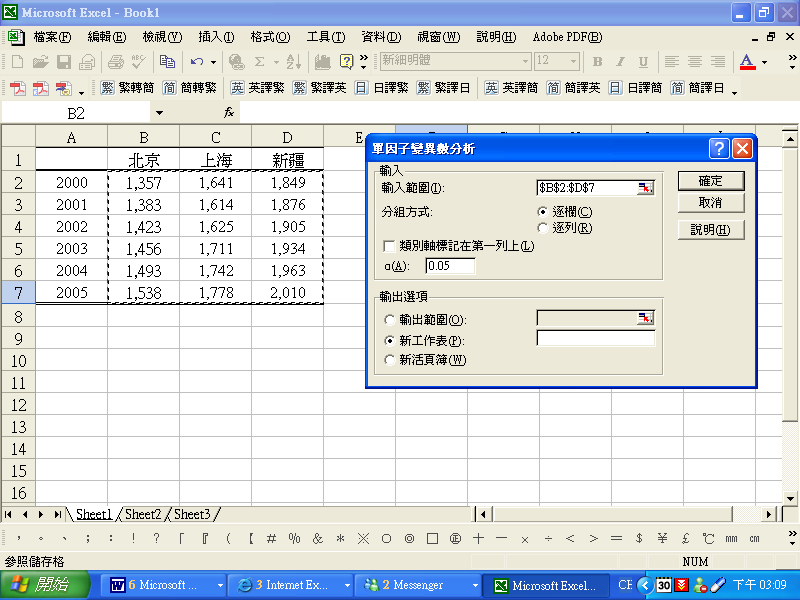 Microsoft Excel - Book1
檔案(F) 編輯(E) 檢視(V) 插入(I) 格式(O) 工具(T) 資料(D) 視窗(W) 說明(H) Adobe PDF(B)
新細明體 12 B I U A
繁 繁轉簡 簡 簡轉繁 英 英譯繁 繁 繁譯英 日 日譯繁 繁 繁譯日 英 英譯簡 簡 簡譯英 日 日譯簡 簡 簡譯日
B2 fx
A B C D E
1 北京 上海 新疆
2 2000 1,357 1,641 1,849
3 2001 1,383 1,614 1,876
4 2002 1,423 1,625 1,905
5 2003 1,456 1,711 1,934
6 2004 1,493 1,742 1,963
7 2005 1,538 1,778 2,010
8
9
10
11
12
13
14
15
16
單因子變異數分析
輸入
輸入範圍(I): $B$2:$D$7
分組方式: 逐欄(C)
逐列(R)
類別軸標記在第一列上(L)
α(A): 0.05
輸出選項
輸出範圍(O):
新工作表(P):
新活頁簿(W)
確定
取消
說明(H)
Sheet1 Sheet2 Sheet3
， 。 、 ； ： ！ ？ 「 『 （ 〔 # % & * ※ ○ ◎ □ ㊣ + － × ÷ < > = $ ¥ £ ℃ mm cm
參照儲存格 NUM
開始 6 Microsoft ... 3 Internet Ex... 2 Messenger Microsoft Excel... CH 30 下午 03:09